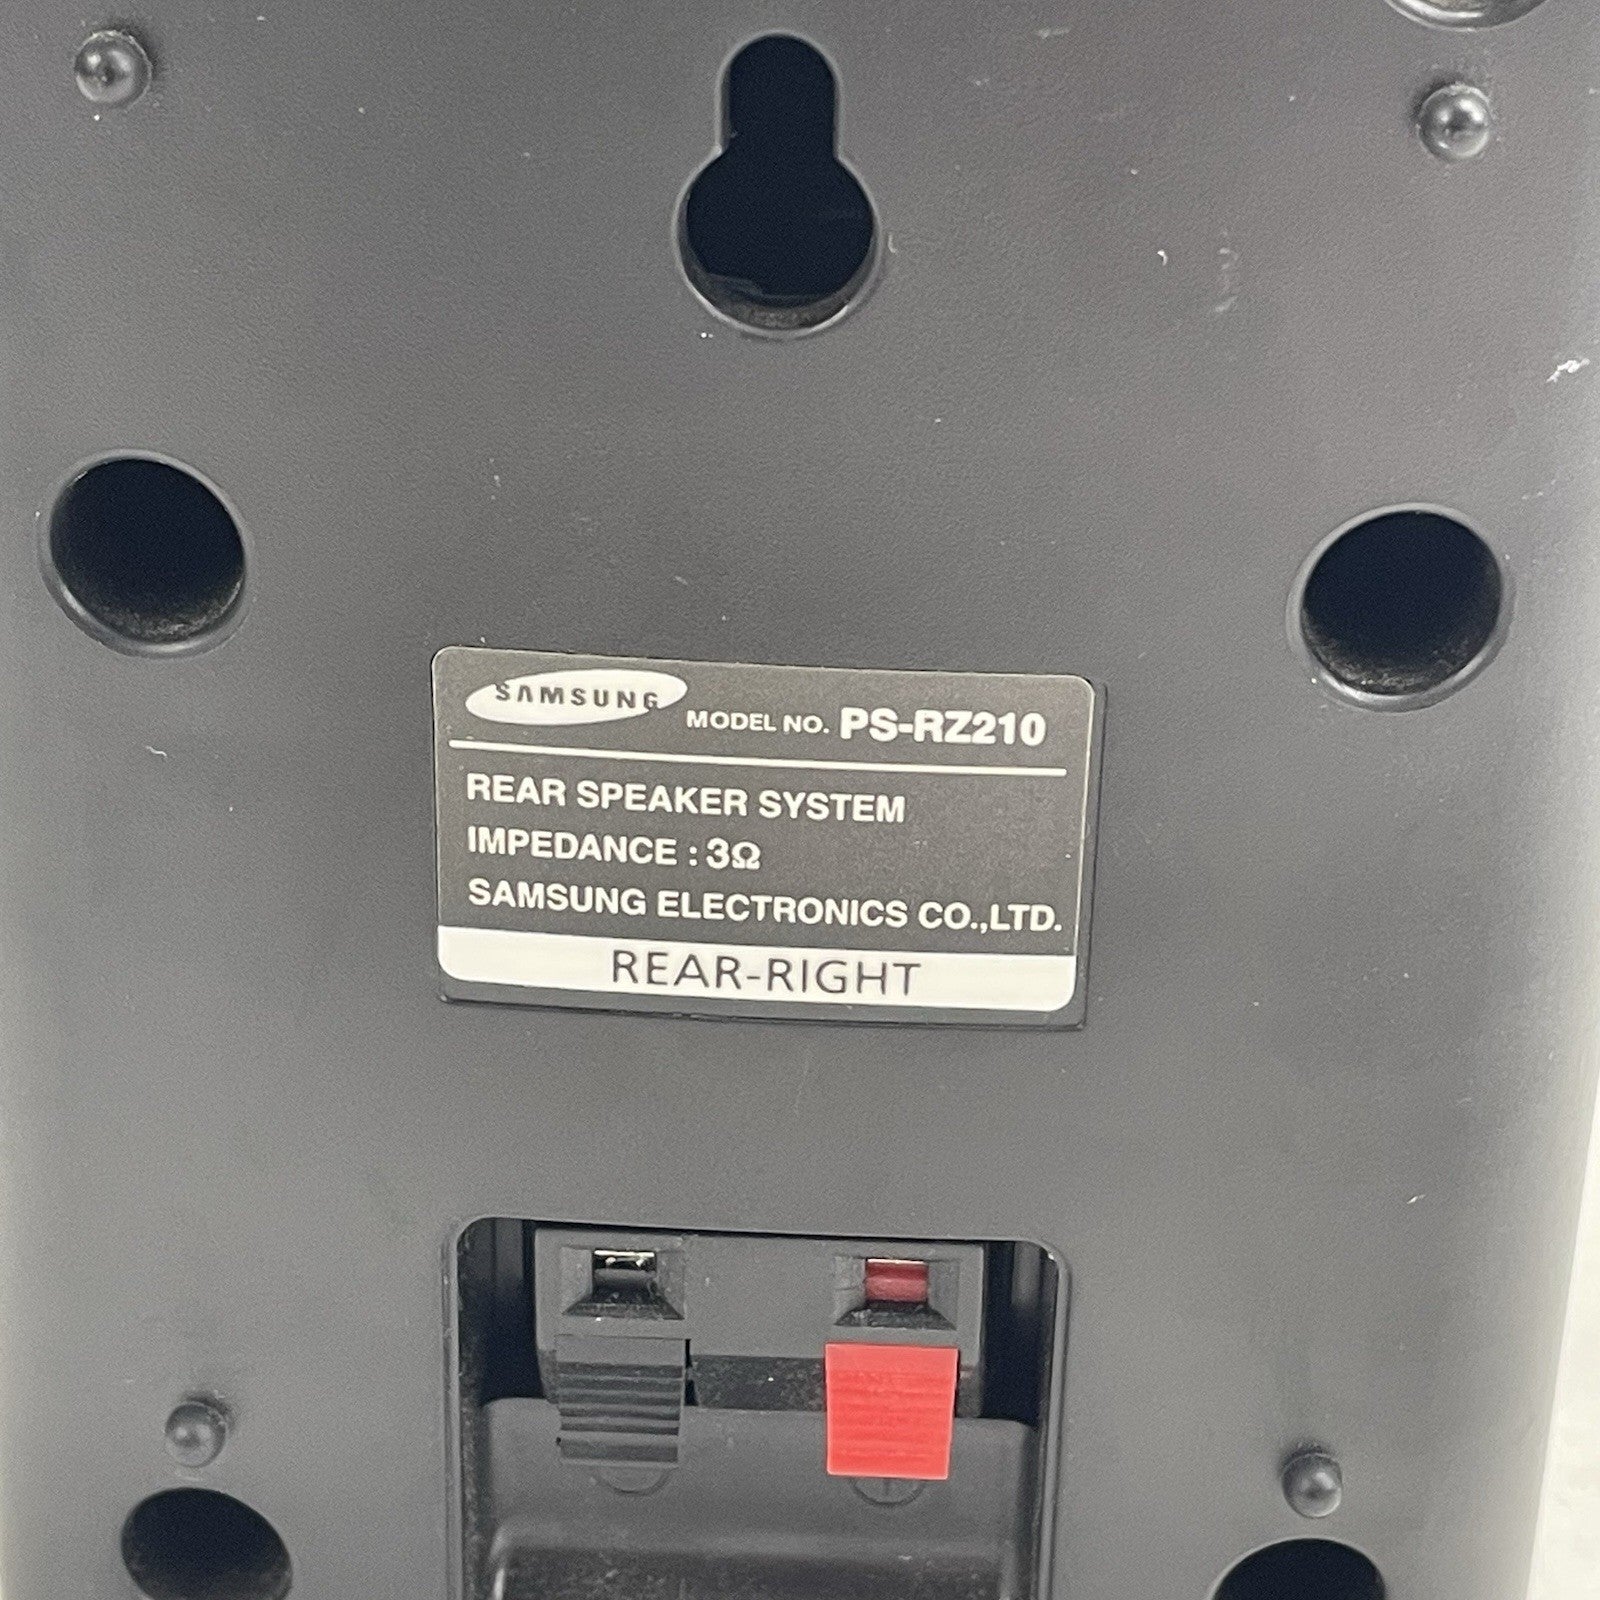 SAMSUNG MODEL NO. PS-RZ210
REAR SPEAKER SYSTEM
IMPEDANCE : 3Ω
SAMSUNG ELECTRONICS CO.,LTD.
REAR-RIGHT